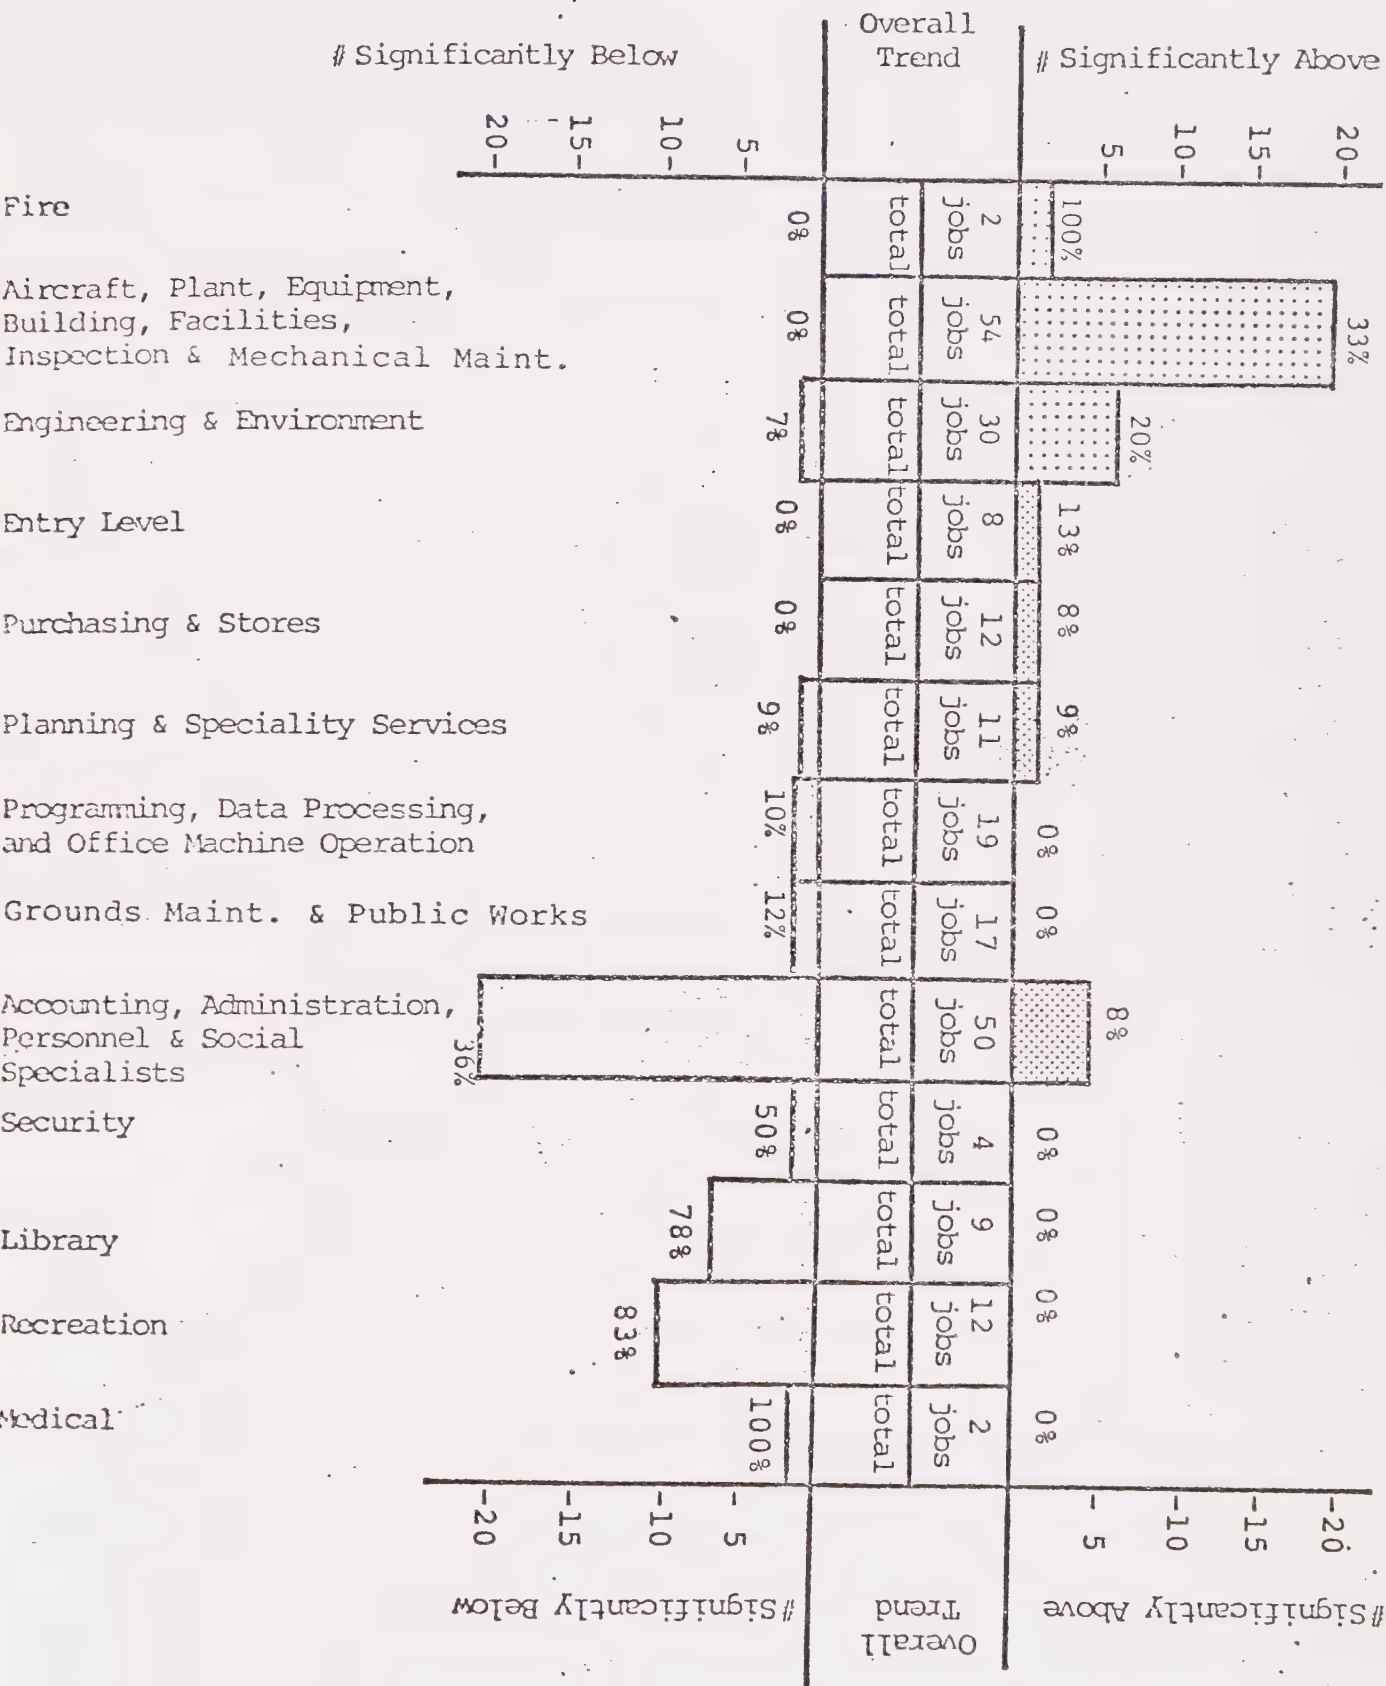 # Significantly Below
Overall
Trend
# Significantly Above
20-
15-
10-
5-
5-
10-
15-
20-
Fire
0%
2 jobs total
100%
Aircraft, Plant, Equipment,
Building, Facilities,
Inspection & Mechanical Maint.
0%
54 jobs total
33%
Engineering & Environment
7%
30 jobs total
20%
Entry Level
0%
8 jobs total
13%
Purchasing & Stores
0%
12 jobs total
8%
Planning & Speciality Services
9%
11 jobs total
9%
Programming, Data Processing,
and Office Machine Operation
10%
19 jobs total
0%
Grounds Maint. & Public Works
12%
17 jobs total
0%
Accounting, Administration,
Personnel & Social
Specialists
36%
50 jobs total
8%
Security
50%
4 jobs total
0%
Library
78%
9 jobs total
0%
Recreation
83%
12 jobs total
0%
Medical
100%
2 jobs total
0%
-20
-15
-10
-5
-5
-10
-15
-20
#Significantly Below
Overall
Trend
#Significantly Above